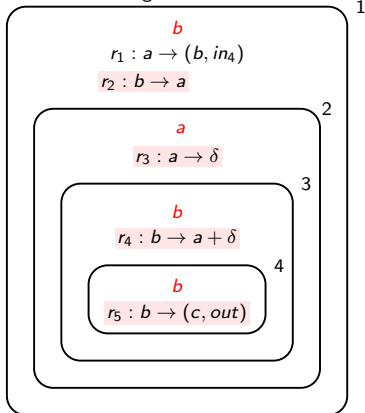 1
b
r₁ : a → (b, in₄)
r₂ : b → a
2
a
r₃ : a → δ
3
b
r₄ : b → a + δ
4
b
r₅ : b → (c, out)